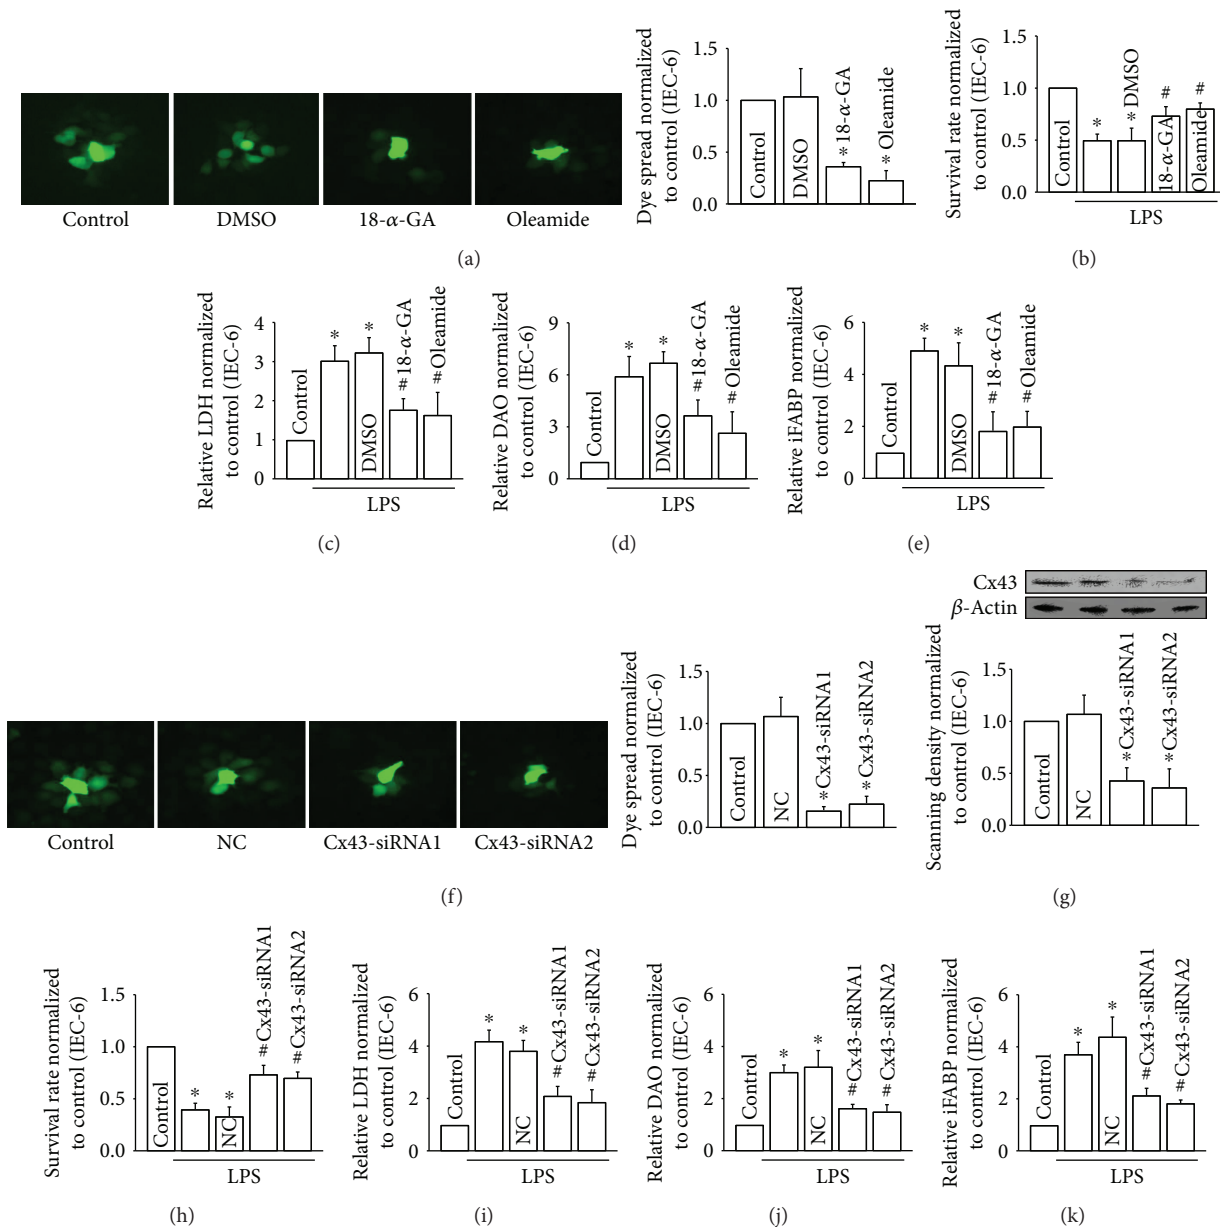 Control
DMSO
18-α-GA
Oleamide
Dye spread normalized
to control (IEC-6)
1.5
1.0
0.5
0.0
Control
DMSO
*18-α-GA
*Oleamide
(a)
Survival rate normalized
to control (IEC-6)
1.5
1.0
0.5
0.0
Control
*
*DMSO
#
18-α-GA
#
Oleamide
LPS
(b)
Relative LDH normalized
to control (IEC-6)
4
3
2
1
0
Control
*
*
DMSO
#18-α-GA
#Oleamide
LPS
(c)
Relative DAO normalized
to control (IEC-6)
9
6
3
0
Control
*
*
DMSO
#18-α-GA
#Oleamide
LPS
(d)
Relative iFABP normalized
to control (IEC-6)
6
4
2
0
Control
*
*
DMSO
#18-α-GA
#Oleamide
LPS
(e)
Control
NC
Cx43-siRNA1
Cx43-siRNA2
Dye spread normalized
to control (IEC-6)
1.5
1.0
0.5
0.0
Control
NC
*Cx43-siRNA1
*Cx43-siRNA2
(f)
Cx43
β-Actin
Scanning density normalized
to control (IEC-6)
1.5
1.0
0.5
0.0
Control
NC
*Cx43-siRNA1
*Cx43-siRNA2
(g)
Survival rate normalized
to control (IEC-6)
1.5
1.0
0.5
0.0
Control
*
*
NC
#Cx43-siRNA1
#Cx43-siRNA2
LPS
(h)
Relative LDH normalized
to control (IEC-6)
6
4
2
0
Control
*
*
NC
#Cx43-siRNA1
#Cx43-siRNA2
LPS
(i)
Relative DAO normalized
to control (IEC-6)
6
4
2
0
Control
*
*
NC
#Cx43-siRNA1
#Cx43-siRNA2
LPS
(j)
Relative iFABP normalized
to control (IEC-6)
6
4
2
0
Control
*
*
NC
#Cx43-siRNA1
#Cx43-siRNA2
LPS
(k)